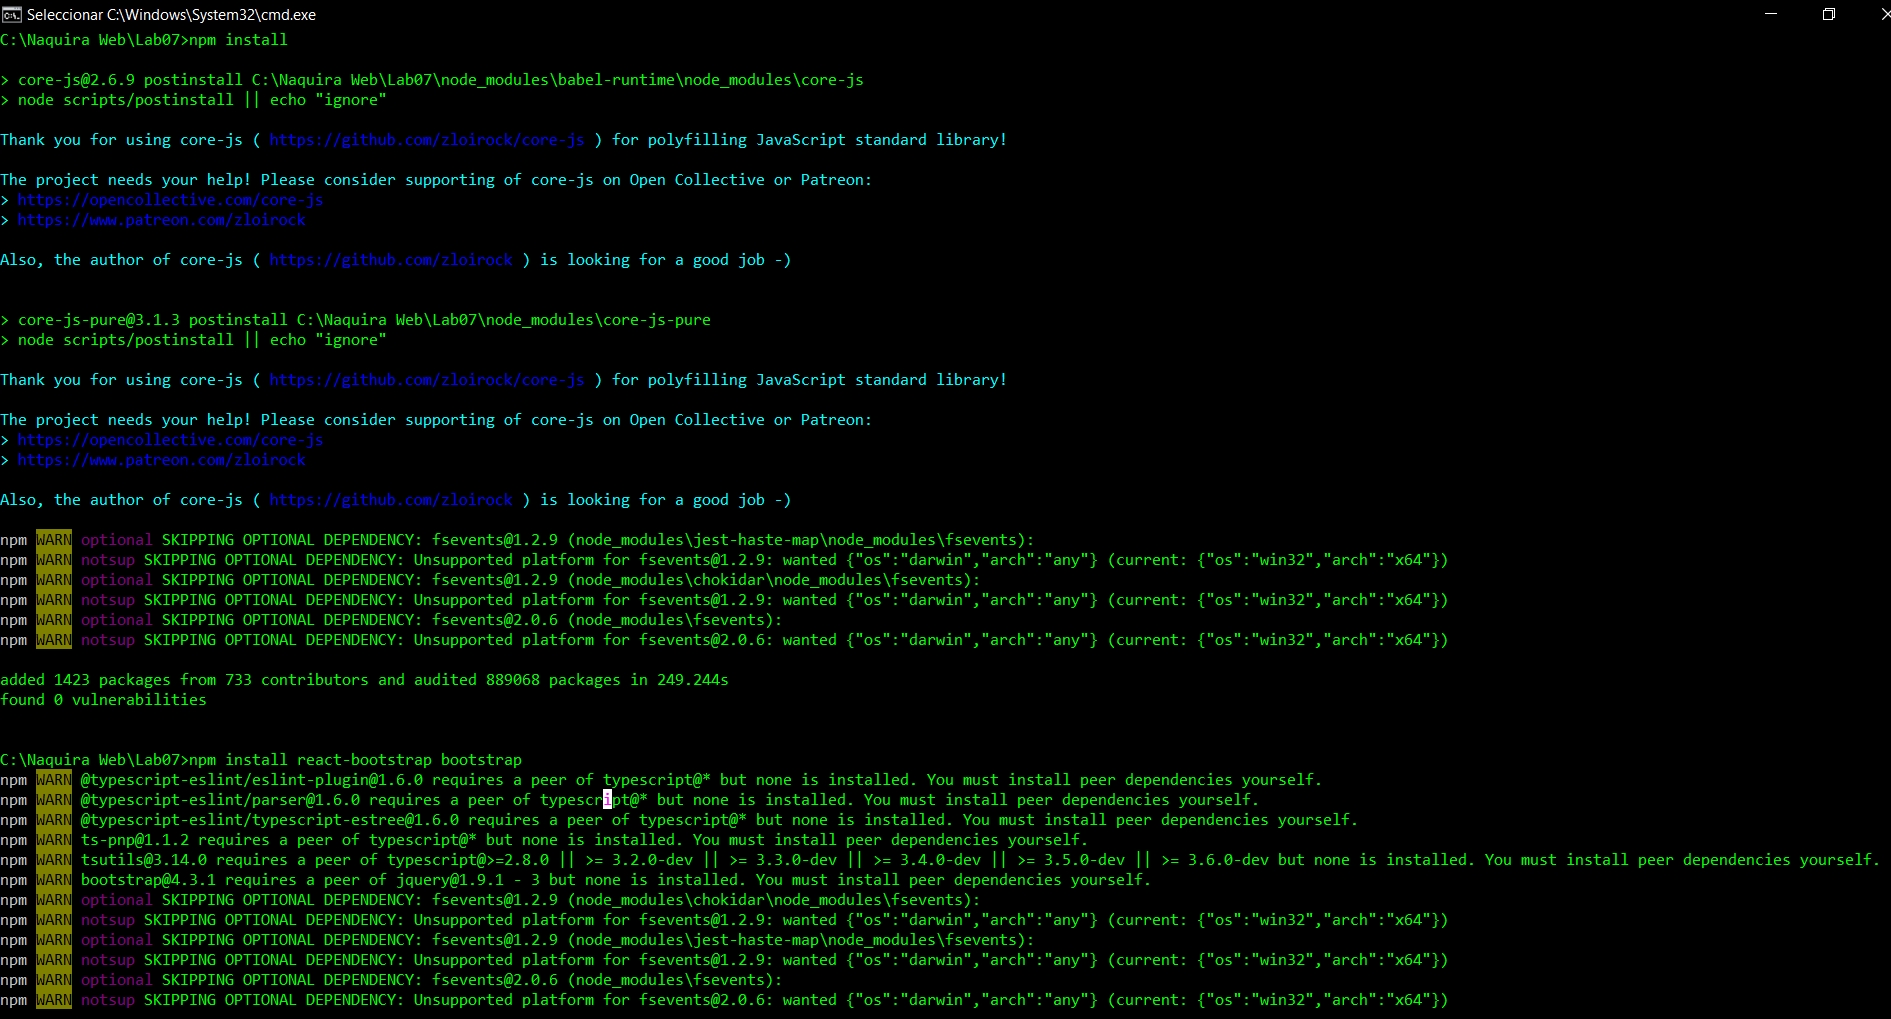 Seleccionar C:\Windows\System32\cmd.exe
C:\Naquira Web\Lab07>npm install
> core-js@2.6.9 postinstall C:\Naquira Web\Lab07\node_modules\babel-runtime\node_modules\core-js
> node scripts/postinstall || echo "ignore"
Thank you for using core-js ( https://github.com/zloirock/core-js ) for polyfilling JavaScript standard library!
The project needs your help! Please consider supporting of core-js on Open Collective or Patreon:
> https://opencollective.com/core-js
> https://www.patreon.com/zloirock
Also, the author of core-js ( https://github.com/zloirock ) is looking for a good job -)
> core-js-pure@3.1.3 postinstall C:\Naquira Web\Lab07\node_modules\core-js-pure
> node scripts/postinstall || echo "ignore"
Thank you for using core-js ( https://github.com/zloirock/core-js ) for polyfilling JavaScript standard library!
The project needs your help! Please consider supporting of core-js on Open Collective or Patreon:
> https://opencollective.com/core-js
> https://www.patreon.com/zloirock
Also, the author of core-js ( https://github.com/zloirock ) is looking for a good job -)
npm WARN optional SKIPPING OPTIONAL DEPENDENCY: fsevents@1.2.9 (node_modules\jest-haste-map\node_modules\fsevents):
npm WARN notsup SKIPPING OPTIONAL DEPENDENCY: Unsupported platform for fsevents@1.2.9: wanted {"os":"darwin","arch":"any"} (current: {"os":"win32","arch":"x64"})
npm WARN optional SKIPPING OPTIONAL DEPENDENCY: fsevents@1.2.9 (node_modules\chokidar\node_modules\fsevents):
npm WARN notsup SKIPPING OPTIONAL DEPENDENCY: Unsupported platform for fsevents@1.2.9: wanted {"os":"darwin","arch":"any"} (current: {"os":"win32","arch":"x64"})
npm WARN optional SKIPPING OPTIONAL DEPENDENCY: fsevents@2.0.6 (node_modules\fsevents):
npm WARN notsup SKIPPING OPTIONAL DEPENDENCY: Unsupported platform for fsevents@2.0.6: wanted {"os":"darwin","arch":"any"} (current: {"os":"win32","arch":"x64"})
added 1423 packages from 733 contributors and audited 889068 packages in 249.244s
found 0 vulnerabilities
C:\Naquira Web\Lab07>npm install react-bootstrap bootstrap
npm WARN @typescript-eslint/eslint-plugin@1.6.0 requires a peer of typescript@* but none is installed. You must install peer dependencies yourself.
npm WARN @typescript-eslint/parser@1.6.0 requires a peer of typescript@* but none is installed. You must install peer dependencies yourself.
npm WARN @typescript-eslint/typescript-estree@1.6.0 requires a peer of typescript@* but none is installed. You must install peer dependencies yourself.
npm WARN ts-pnp@1.1.2 requires a peer of typescript@* but none is installed. You must install peer dependencies yourself.
npm WARN tsutils@3.14.0 requires a peer of typescript@>=2.8.0 || >= 3.2.0-dev || >= 3.3.0-dev || >= 3.4.0-dev || >= 3.5.0-dev || >= 3.6.0-dev but none is installed. You must install peer dependencies yourself.
npm WARN bootstrap@4.3.1 requires a peer of jquery@1.9.1 - 3 but none is installed. You must install peer dependencies yourself.
npm WARN optional SKIPPING OPTIONAL DEPENDENCY: fsevents@1.2.9 (node_modules\chokidar\node_modules\fsevents):
npm WARN notsup SKIPPING OPTIONAL DEPENDENCY: Unsupported platform for fsevents@1.2.9: wanted {"os":"darwin","arch":"any"} (current: {"os":"win32","arch":"x64"})
npm WARN optional SKIPPING OPTIONAL DEPENDENCY: fsevents@1.2.9 (node_modules\jest-haste-map\node_modules\fsevents):
npm WARN notsup SKIPPING OPTIONAL DEPENDENCY: Unsupported platform for fsevents@1.2.9: wanted {"os":"darwin","arch":"any"} (current: {"os":"win32","arch":"x64"})
npm WARN optional SKIPPING OPTIONAL DEPENDENCY: fsevents@2.0.6 (node_modules\fsevents):
npm WARN notsup SKIPPING OPTIONAL DEPENDENCY: Unsupported platform for fsevents@2.0.6: wanted {"os":"darwin","arch":"any"} (current: {"os":"win32","arch":"x64"})